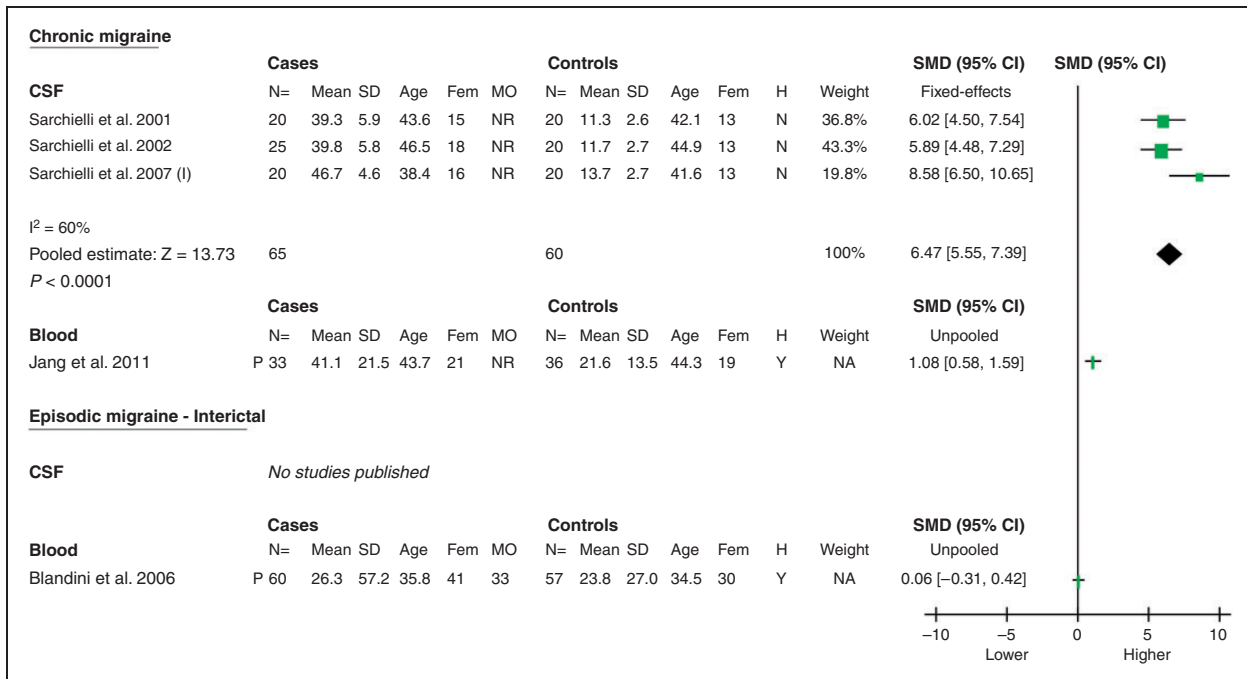 Chronic migraine
Cases Controls SMD (95% CI) SMD (95% CI)
CSF N= Mean SD Age Fem MO N= Mean SD Age Fem H Weight Fixed-effects
Sarchielli et al. 2001 20 39.3 5.9 43.6 15 NR 20 11.3 2.6 42.1 13 N 36.8% 6.02 [4.50, 7.54]
Sarchielli et al. 2002 25 39.8 5.8 46.5 18 NR 20 11.7 2.7 44.9 13 N 43.3% 5.89 [4.48, 7.29]
Sarchielli et al. 2007 (I) 20 46.7 4.6 38.4 16 NR 20 13.7 2.7 41.6 13 N 19.8% 8.58 [6.50, 10.65]
I² = 60%
Pooled estimate: Z = 13.73 65 60 100% 6.47 [5.55, 7.39]
P < 0.0001
Cases Controls SMD (95% CI)
Blood N= Mean SD Age Fem MO N= Mean SD Age Fem H Weight Unpooled
Jang et al. 2011 P 33 41.1 21.5 43.7 21 NR 36 21.6 13.5 44.3 19 Y NA 1.08 [0.58, 1.59]
Episodic migraine - Interictal
CSF No studies published
Cases Controls SMD (95% CI)
Blood N= Mean SD Age Fem MO N= Mean SD Age Fem H Weight Unpooled
Blandini et al. 2006 P 60 26.3 57.2 35.8 41 33 57 23.8 27.0 34.5 30 Y NA 0.06 [−0.31, 0.42]
−10 −5 0 5 10
Lower Higher